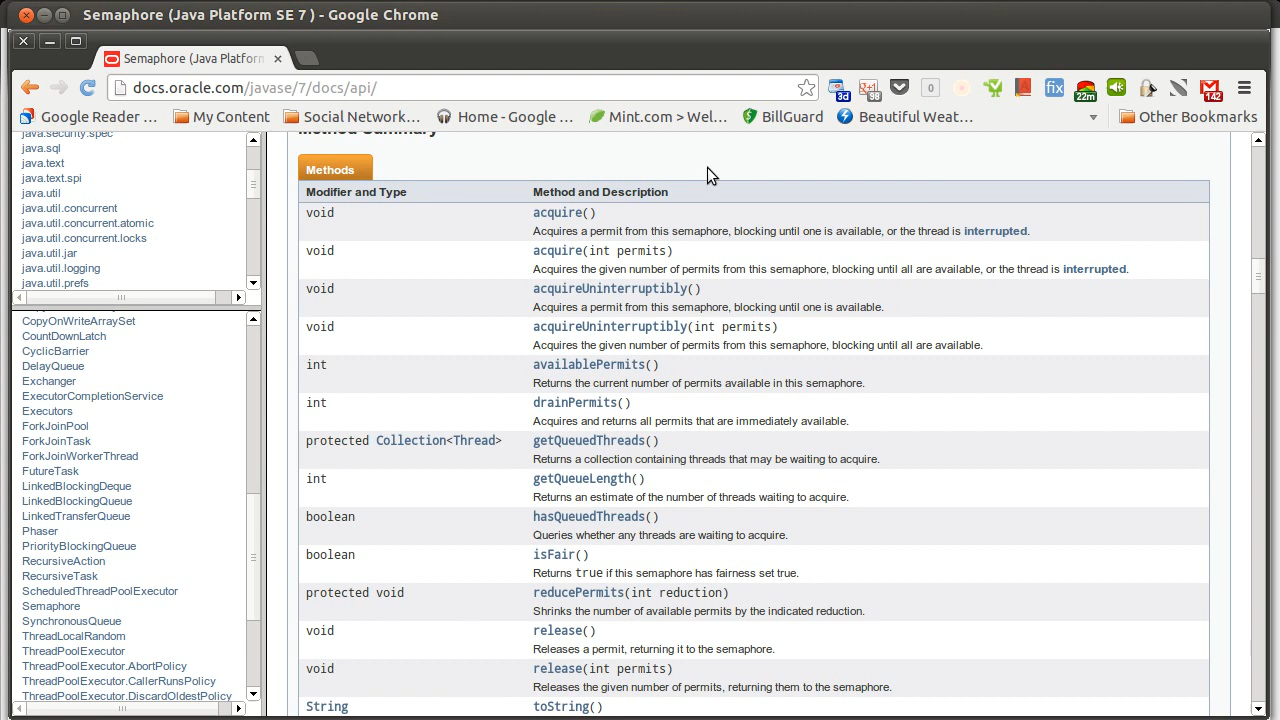 Semaphore (Java Platform SE 7 ) - Google Chrome
Semaphore (Java Platforn
docs.oracle.com/javase/7/docs/api/
3d
0
fix
22m
142
Google Reader ...
My Content
Social Network...
Home - Google ...
Mint.com > Wel...
BillGuard
Beautiful Weat...
Other Bookmarks
java.security.spec
java.sql
java.text
java.text.spi
java.util
java.util.concurrent
java.util.concurrent.atomic
java.util.concurrent.locks
java.util.jar
java.util.logging
java.util.prefs
CopyOnWriteArraySet
CountDownLatch
CyclicBarrier
DelayQueue
Exchanger
ExecutorCompletionService
Executors
ForkJoinPool
ForkJoinTask
ForkJoinWorkerThread
FutureTask
LinkedBlockingDeque
LinkedBlockingQueue
LinkedTransferQueue
Phaser
PriorityBlockingQueue
RecursiveAction
RecursiveTask
ScheduledThreadPoolExecutor
Semaphore
SynchronousQueue
ThreadLocalRandom
ThreadPoolExecutor
ThreadPoolExecutor.AbortPolicy
ThreadPoolExecutor.CallerRunsPolicy
ThreadPoolExecutor.DiscardOldestPolicy
Method Summary
Methods
Modifier and Type Method and Description
void acquire()
Acquires a permit from this semaphore, blocking until one is available, or the thread is interrupted.
void acquire(int permits)
Acquires the given number of permits from this semaphore, blocking until all are available, or the thread is interrupted.
void acquireUninterruptibly()
Acquires a permit from this semaphore, blocking until one is available.
void acquireUninterruptibly(int permits)
Acquires the given number of permits from this semaphore, blocking until all are available.
int availablePermits()
Returns the current number of permits available in this semaphore.
int drainPermits()
Acquires and returns all permits that are immediately available.
protected Collection<Thread> getQueuedThreads()
Returns a collection containing threads that may be waiting to acquire.
int getQueueLength()
Returns an estimate of the number of threads waiting to acquire.
boolean hasQueuedThreads()
Queries whether any threads are waiting to acquire.
boolean isFair()
Returns true if this semaphore has fairness set true.
protected void reducePermits(int reduction)
Shrinks the number of available permits by the indicated reduction.
void release()
Releases a permit, returning it to the semaphore.
void release(int permits)
Releases the given number of permits, returning them to the semaphore.
String toString()